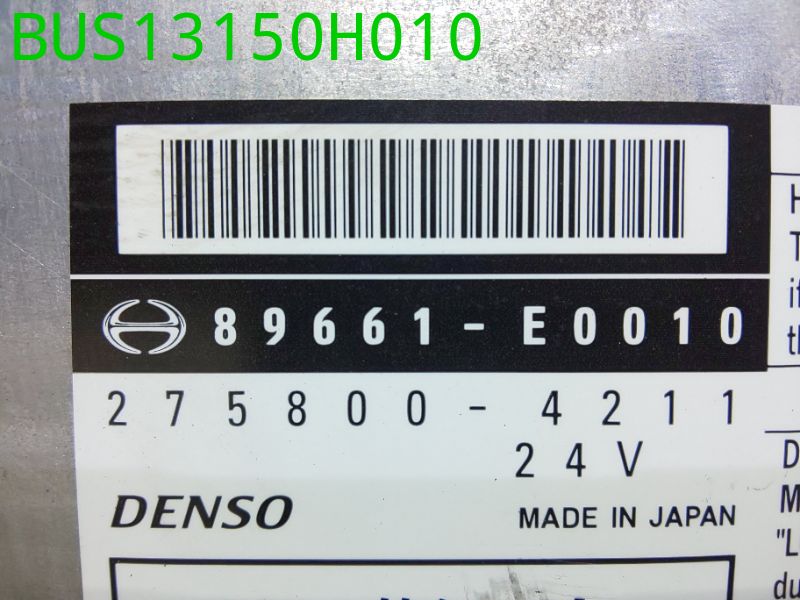 BUS13150H010
89661-E0010
275800-4211
24V
DENSO
MADE IN JAPAN